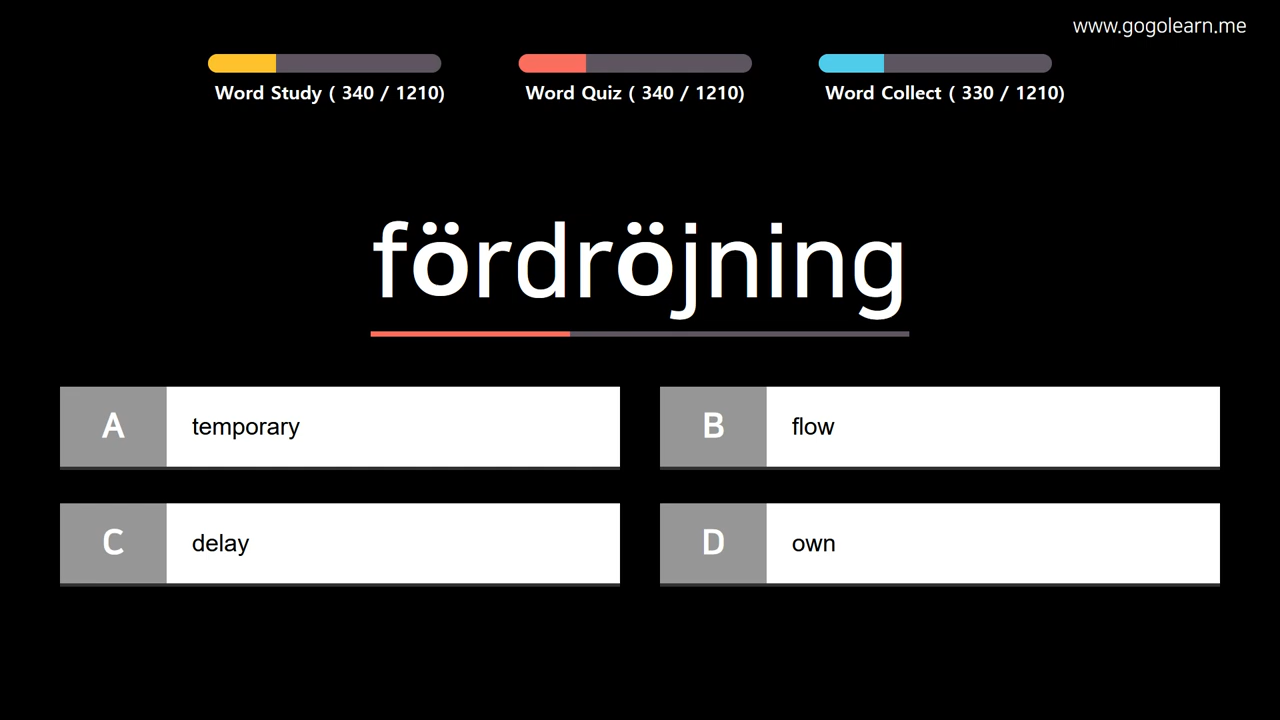 www.gogolearn.me
Word Study ( 340 / 1210)
Word Quiz ( 340 / 1210)
Word Collect ( 330 / 1210)
fördröjning
A temporary
B flow
C delay
D own